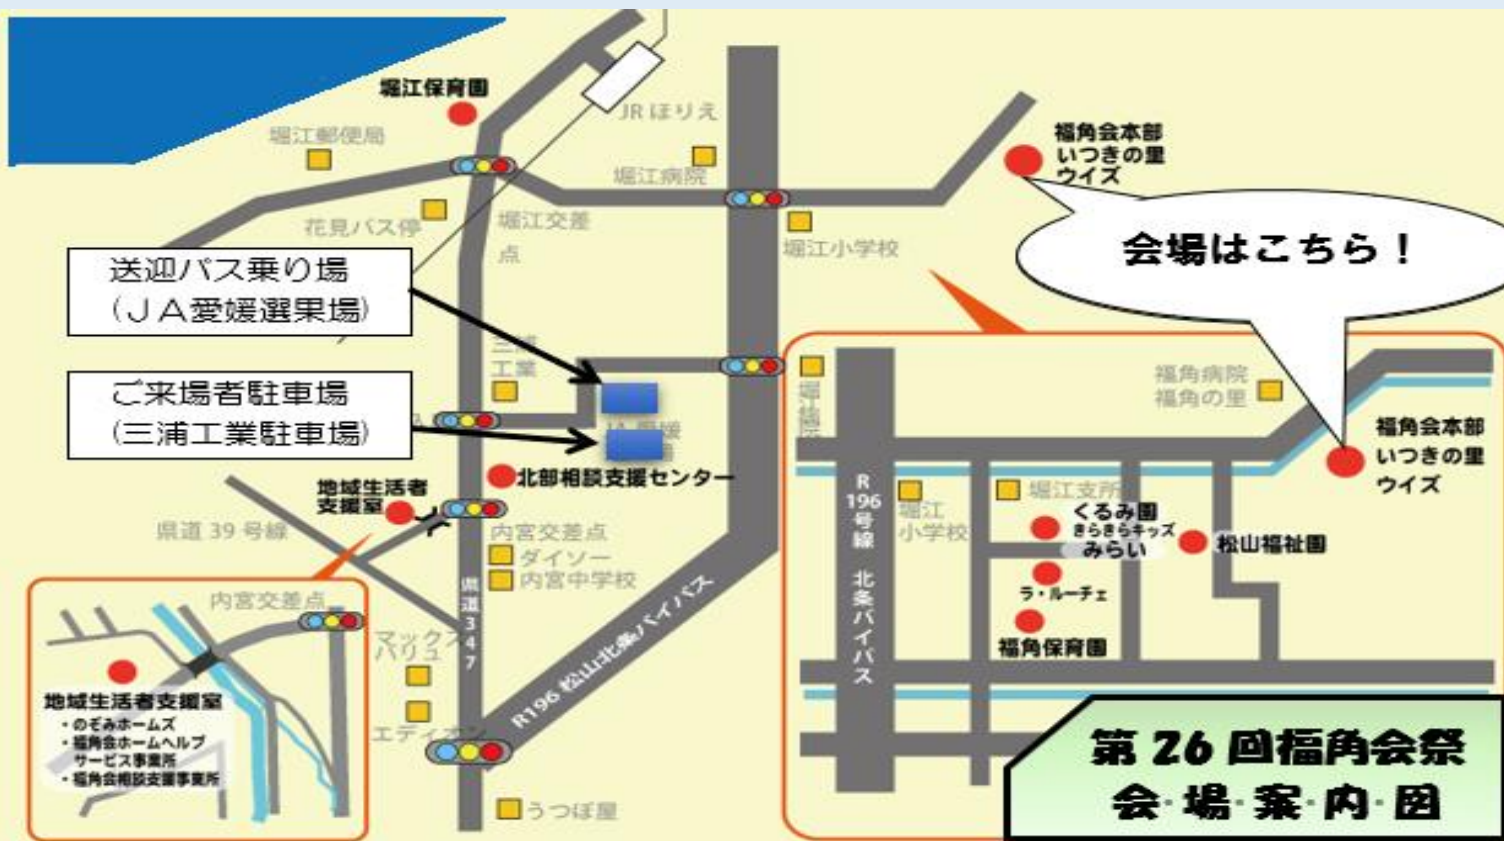 堀江保育園
堀江郵便局
JRほりえ
堀江病院
花見バス停
堀江交差
点
堀江小学校
福角会本部
いつきの里
ウイズ
会場はこちら！
送迎バス乗り場
(ＪＡ愛媛選果場)
ご来場者駐車場
(三浦工業駐車場)
三浦
工業
北部相談支援センター
地域生活者
支援室
県道39号線
内宮交差点
ダイソー
内宮中学校
県道347
R196 松山北条バイパス
マックス
バリュ
エディオン
うつぼ屋
内宮交差点
地域生活者支援室
・のぞみホームズ
・福角会ホームヘルプ
サービス事業所
・福角会相談支援事業所
堀江病院
福角病院
福角の里
福角会本部
いつきの里
ウイズ
R
196
号線 北条バイパス
堀江
小学校
堀江支所
くるみ園
きらきらキッズ
みらい
松山福祉園
ラ・ルーチェ
福角保育園
第26回福角会祭
会・場・案・内・図